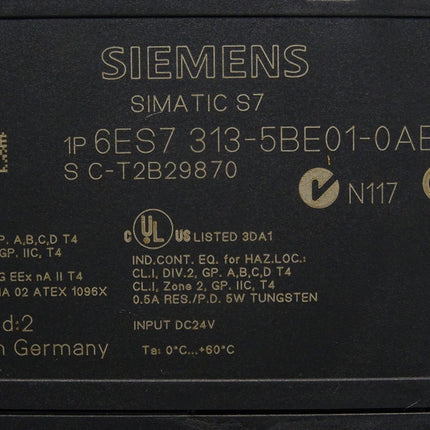 SIEMENS
SIMATIC S7
1P 6ES7 313-5BE01-0AB
S C-T2B29870
N117
C UL US LISTED 3DA1
P. A,B,C,D T4
GP. IIC, T4
IND.CONT. EQ. for HAZ.LOC.:
CL.I, DIV.2, GP. A,B,C,D T4
G EEx nA II T4
CL.I, Zone 2, GP. IIC, T4
02 ATEX 1096X
0.5A RES./P.D. 5W TUNGSTEN
d:2
INPUT DC24V
Germany
Ta: 0°C...+60°C